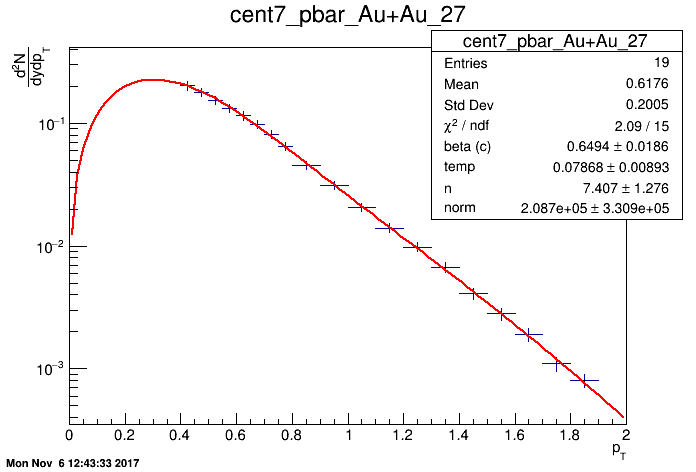 cent7_pbar_Au+Au_27
cent7_pbar_Au+Au_27
Entries 19
Mean 0.6176
Std Dev 0.2005
χ² / ndf 2.09 / 15
beta (c) 0.6494 ± 0.0186
temp 0.07868 ± 0.00893
n 7.407 ± 1.276
norm 2.087e+05 ± 3.309e+05
d²N
dydp_T
10⁻¹
10⁻²
10⁻³
0 0.2 0.4 0.6 0.8 1 1.2 1.4 1.6 1.8 2
p_T
Mon Nov 6 12:43:33 2017